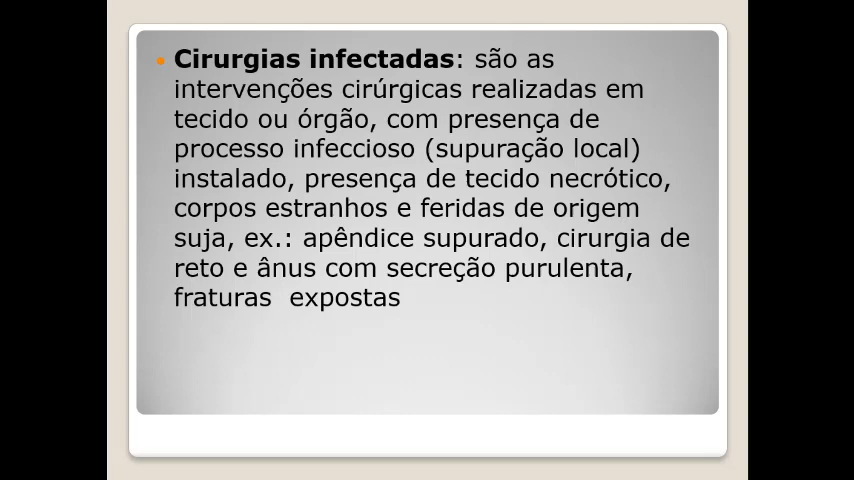 Cirurgias infectadas: são as
intervenções cirúrgicas realizadas em
tecido ou órgão, com presença de
processo infeccioso (supuração local)
instalado, presença de tecido necrótico,
corpos estranhos e feridas de origem
suja, ex.: apêndice supurado, cirurgia de
reto e ânus com secreção purulenta,
fraturas  expostas